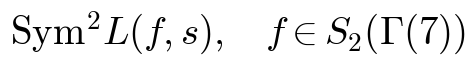 Sym²L(f, s),   f ∈ S₂(Γ(7))